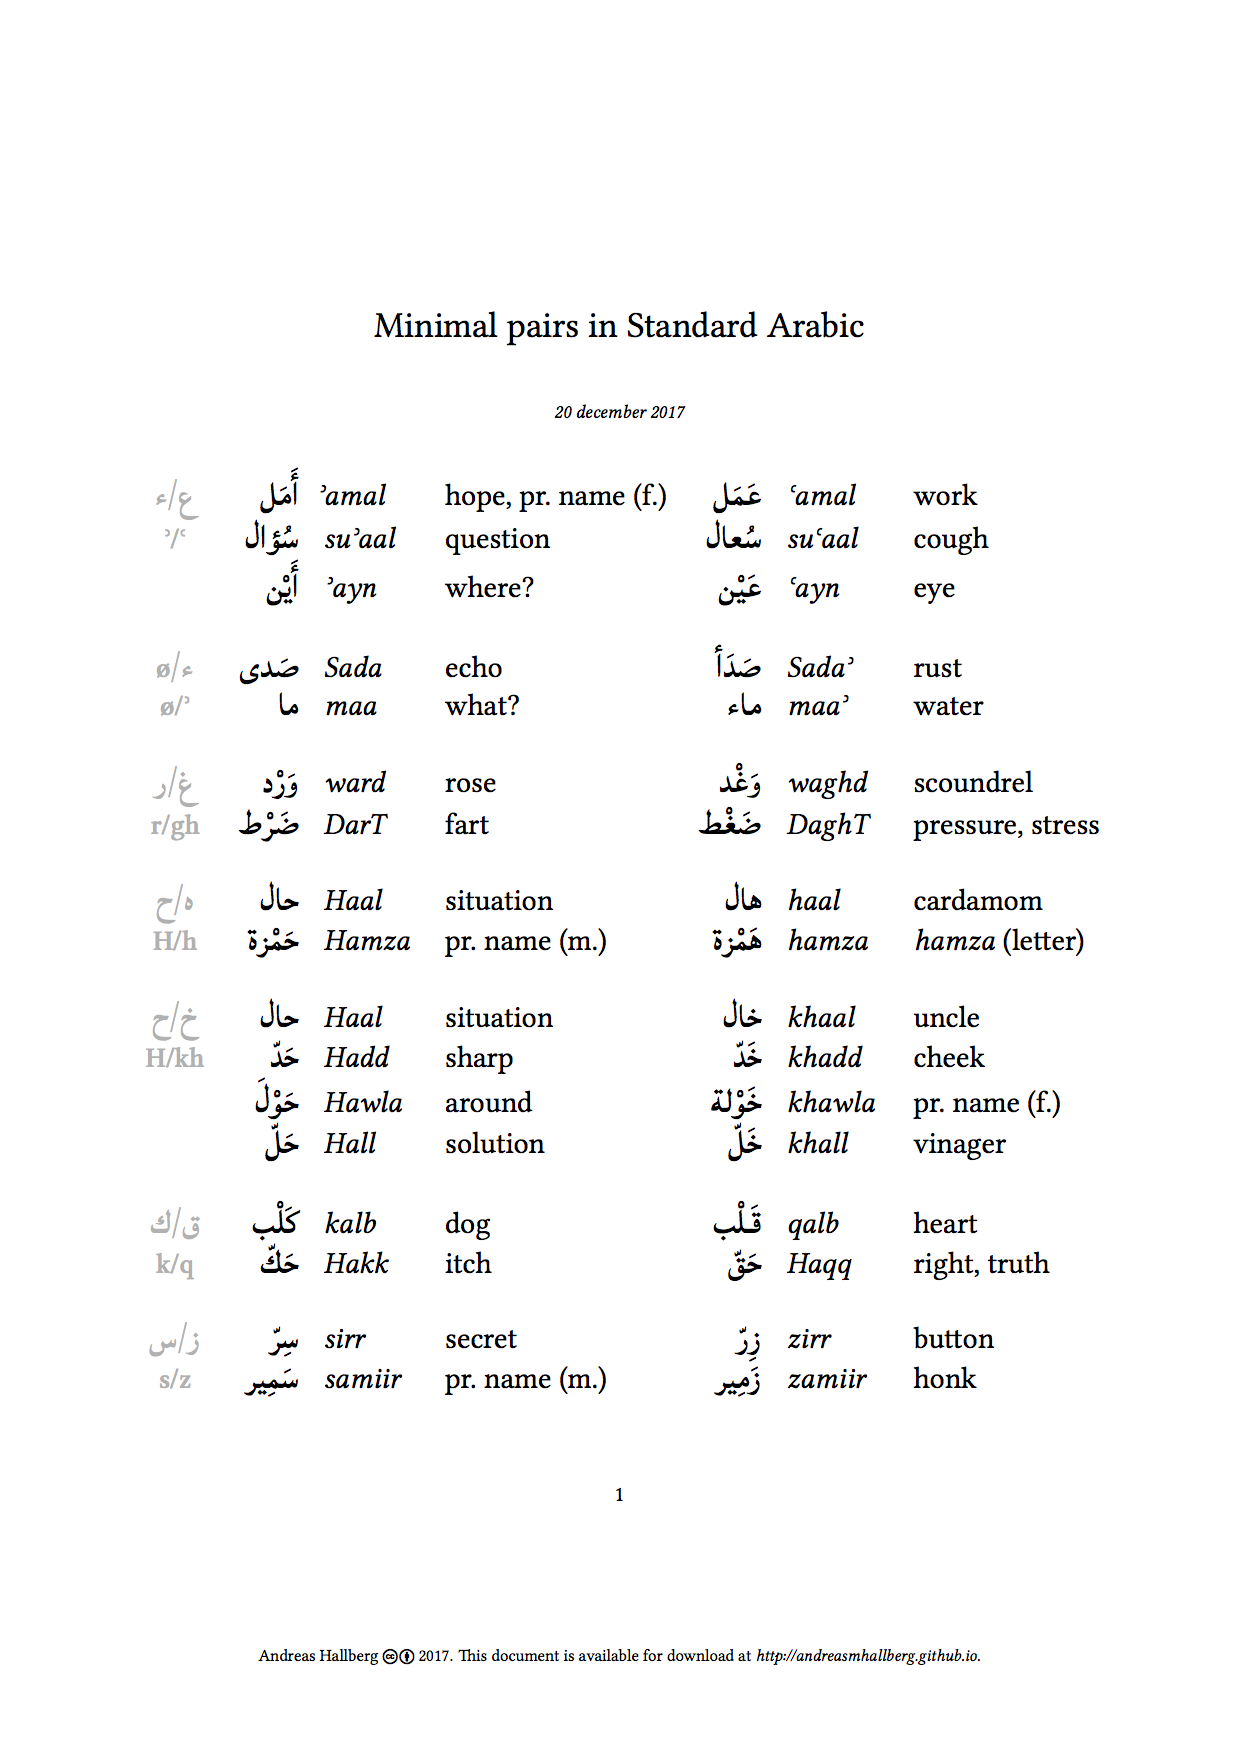 Minimal pairs in Standard Arabic
20 december 2017
ء/ع أَمَل ʾamal hope, pr. name (f.) عَمَل ʿamal work
ʾ/ʿ سُؤال suʾaal question سُعال suʿaal cough
أَيْن ʾayn where? عَيْن ʿayn eye
ø/ء صَدى Sada echo صَدَأ Sadaʾ rust
ø/ʾ ما maa what? ماء maaʾ water
ر/غ وَرْد ward rose وَغْد waghd scoundrel
r/gh ضَرْط DarT fart ضَغْط DaghT pressure, stress
ح/ه حال Haal situation هال haal cardamom
H/h حَمْزة Hamza pr. name (m.) هَمْزة hamza hamza (letter)
ح/خ حال Haal situation خال khaal uncle
H/kh حَدّ Hadd sharp خَدّ khadd cheek
حَوْلَ Hawla around خَوْلة khawla pr. name (f.)
حَلّ Hall solution خَلّ khall vinager
ك/ق كَلْب kalb dog قَلْب qalb heart
k/q حَكّ Hakk itch حَقّ Haqq right, truth
س/ز سِرّ sirr secret زِرّ zirr button
s/z سَمِير samiir pr. name (m.) زَمِير zamiir honk
1
Andreas Hallberg 2017. This document is available for download at http://andreasmhallberg.github.io.